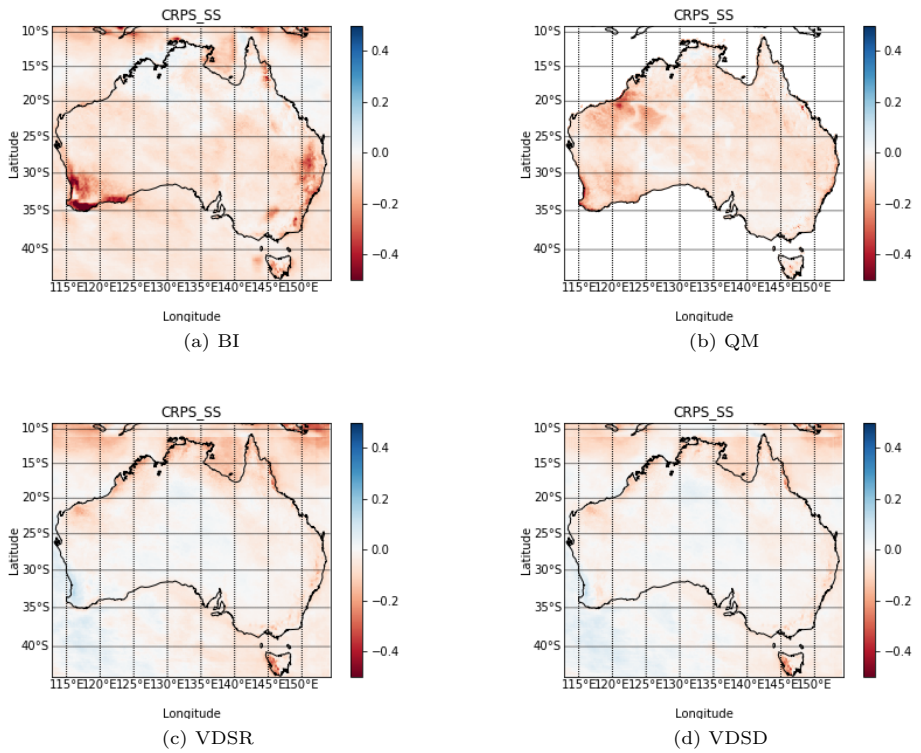 CRPS_SS
10°S
15°S
20°S
25°S
30°S
35°S
40°S
Latitude
115°E120°E125°E130°E135°E140°E145°E150°E
Longitude
0.4
0.2
0.0
−0.2
−0.4
(a) BI
CRPS_SS
10°S
15°S
20°S
25°S
30°S
35°S
40°S
Latitude
115°E120°E125°E130°E135°E140°E145°E150°E
Longitude
0.4
0.2
0.0
−0.2
−0.4
(b) QM
CRPS_SS
10°S
15°S
20°S
25°S
30°S
35°S
40°S
Latitude
115°E120°E125°E130°E135°E140°E145°E150°E
Longitude
0.4
0.2
0.0
−0.2
−0.4
(c) VDSR
CRPS_SS
10°S
15°S
20°S
25°S
30°S
35°S
40°S
Latitude
115°E120°E125°E130°E135°E140°E145°E150°E
Longitude
0.4
0.2
0.0
−0.2
−0.4
(d) VDSD